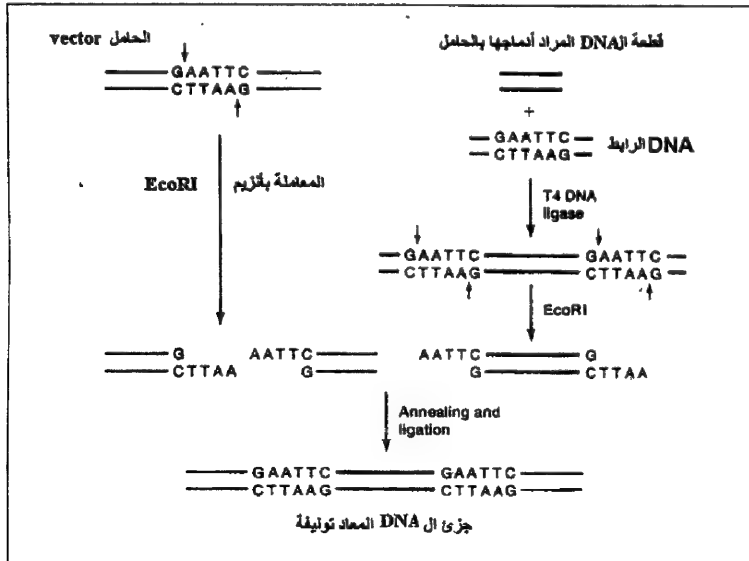 الحامل vector
قطعة الDNA المراد أدماجها بالحامل
GAATTC
CTTAAG
+
GAATTC
CTTAAG
DNA الرابط
EcoRI المعاملة بأنزيم
T4 DNA
ligase
GAATTC GAATTC
CTTAAG CTTAAG
EcoRI
G AATTC AATTC G
CTTAA G G CTTAA
Annealing and
ligation
GAATTC GAATTC
CTTAAG CTTAAG
جزئ ال DNA المعاد توليفة